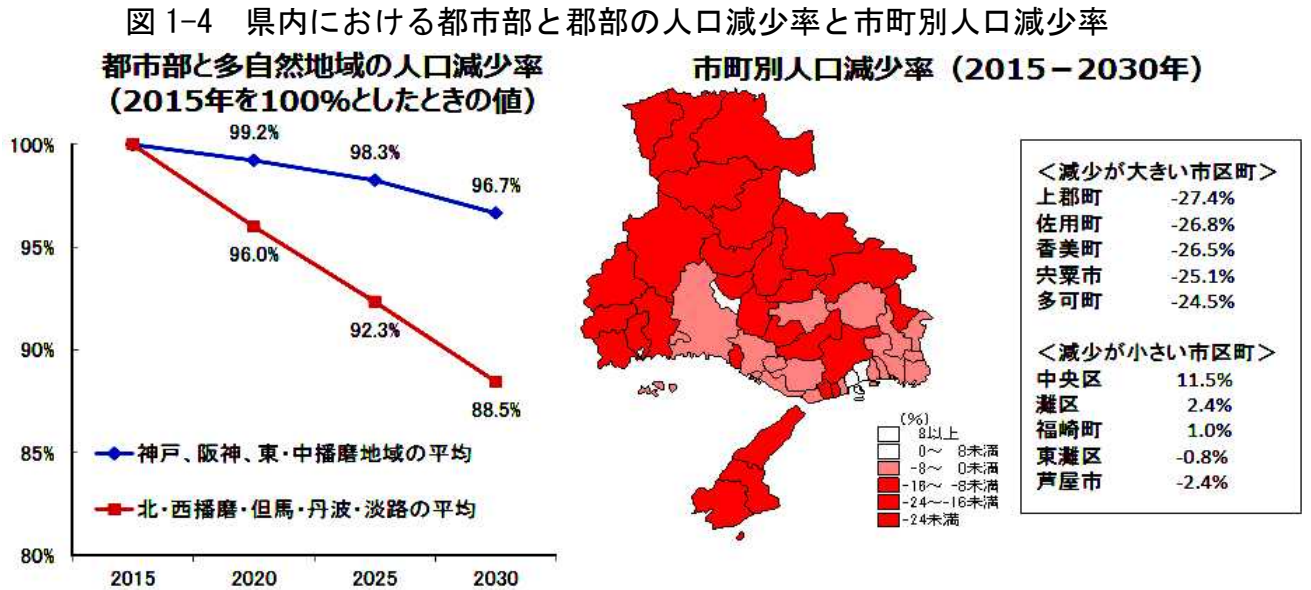 図 1-4 県内における都市部と郡部の人口減少率と市町別人口減少率
都市部と多自然地域の人口減少率
(2015年を100%としたときの値)
100%
95%
90%
85%
80%
99.2%
98.3%
96.7%
96.0%
92.3%
88.5%
神戸、阪神、東・中播磨地域の平均
北・西播磨・但馬・丹波・淡路の平均
2015
2020
2025
2030
市町別人口減少率(2015-2030年)
(%)
8以上
0~ 8未満
-8~ 0未満
-16~ -8未満
-24~-16未満
-24未満
<減少が大きい市区町>
上郡町 -27.4%
佐用町 -26.8%
香美町 -26.5%
宍粟市 -25.1%
多可町 -24.5%
<減少が小さい市区町>
中央区 11.5%
灘区 2.4%
福崎町 1.0%
東灘区 -0.8%
芦屋市 -2.4%